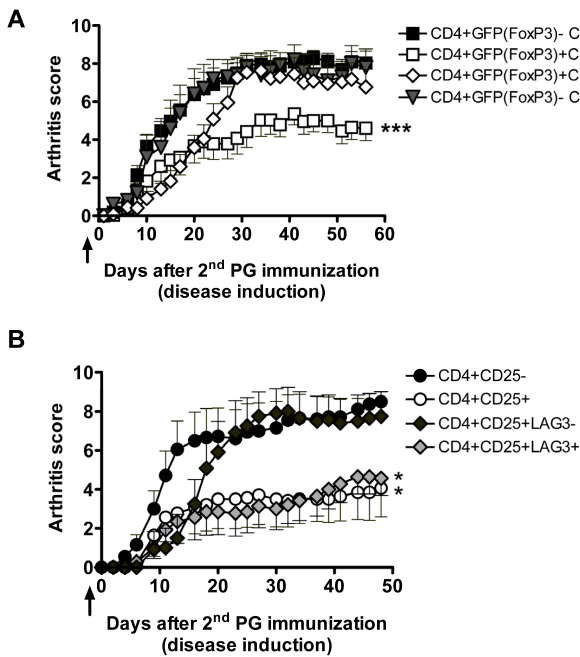 A
10
8
6
4
2
0
Arthritis score
0 10 20 30 40 50 60
Days after 2nd PG immunization
(disease induction)
CD4+GFP(FoxP3)- C
CD4+GFP(FoxP3)+C
CD4+GFP(FoxP3)+C
CD4+GFP(FoxP3)- C
***
B
10
8
6
4
2
0
Arthritis score
0 10 20 30 40 50
Days after 2nd PG immunization
(disease induction)
CD4+CD25-
CD4+CD25+
CD4+CD25+LAG3-
CD4+CD25+LAG3+
*
*